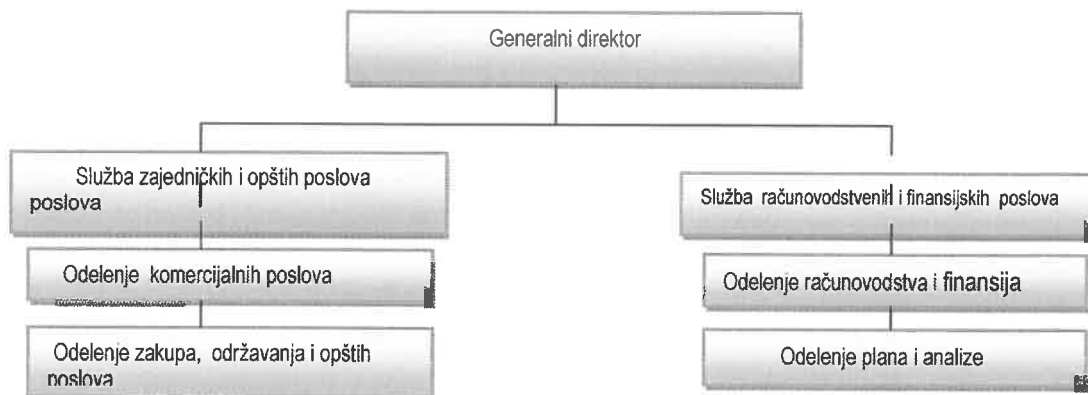 Generalni direktor
Služba zajedničkih i opštih poslova
poslova
Odelenje komercijalnih poslova
Odelenje zakupa, održavanja i opštih
poslova
Služba računovodstvenih i finansijskih poslova
Odelenje računovodstva i finansija
Odelenje plana i analize